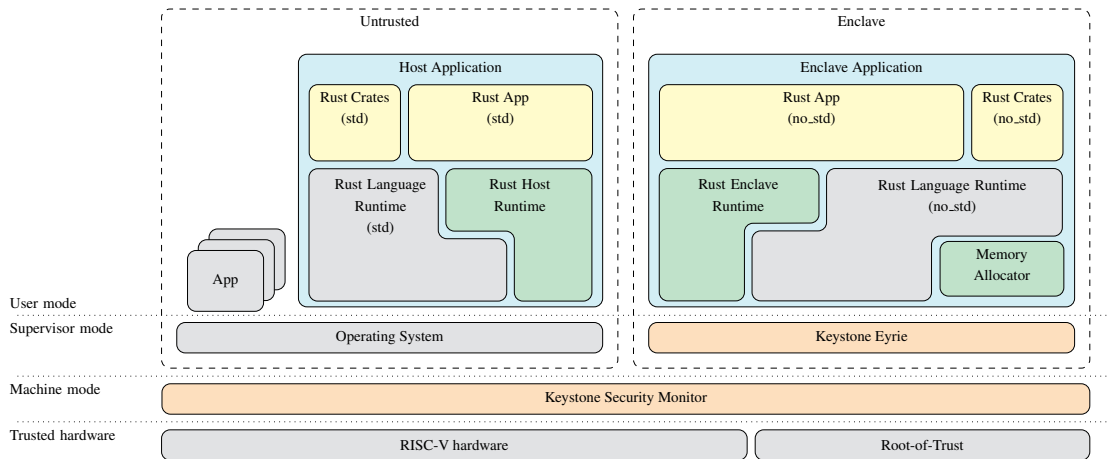 Untrusted
Enclave
Host Application
Enclave Application
Rust Crates
(std)
Rust App
(std)
Rust App
(no_std)
Rust Crates
(no_std)
Rust Language
Runtime
(std)
Rust Host
Runtime
Rust Enclave
Runtime
Rust Language Runtime
(no_std)
Memory
Allocator
App
User mode
Supervisor mode
Operating System
Keystone Eyrie
Machine mode
Keystone Security Monitor
Trusted hardware
RISC-V hardware
Root-of-Trust